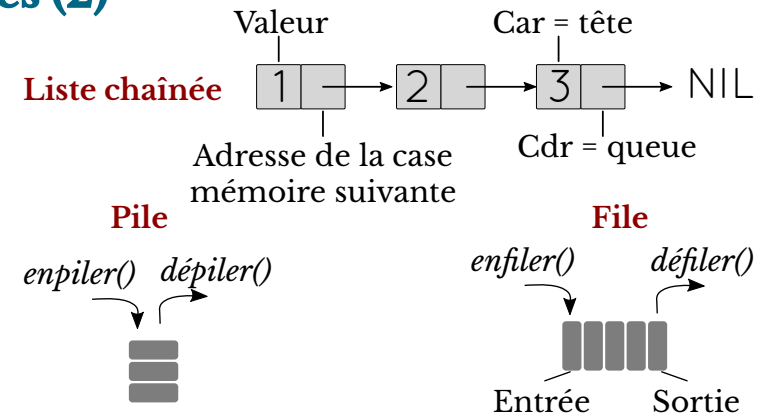 es (2)
Valeur
Car = tête
Liste chaînée
1
2
3
NIL
Adresse de la case
mémoire suivante
Cdr = queue
Pile
File
enpiler()
dépiler()
enfiler()
défiler()
Entrée
Sortie